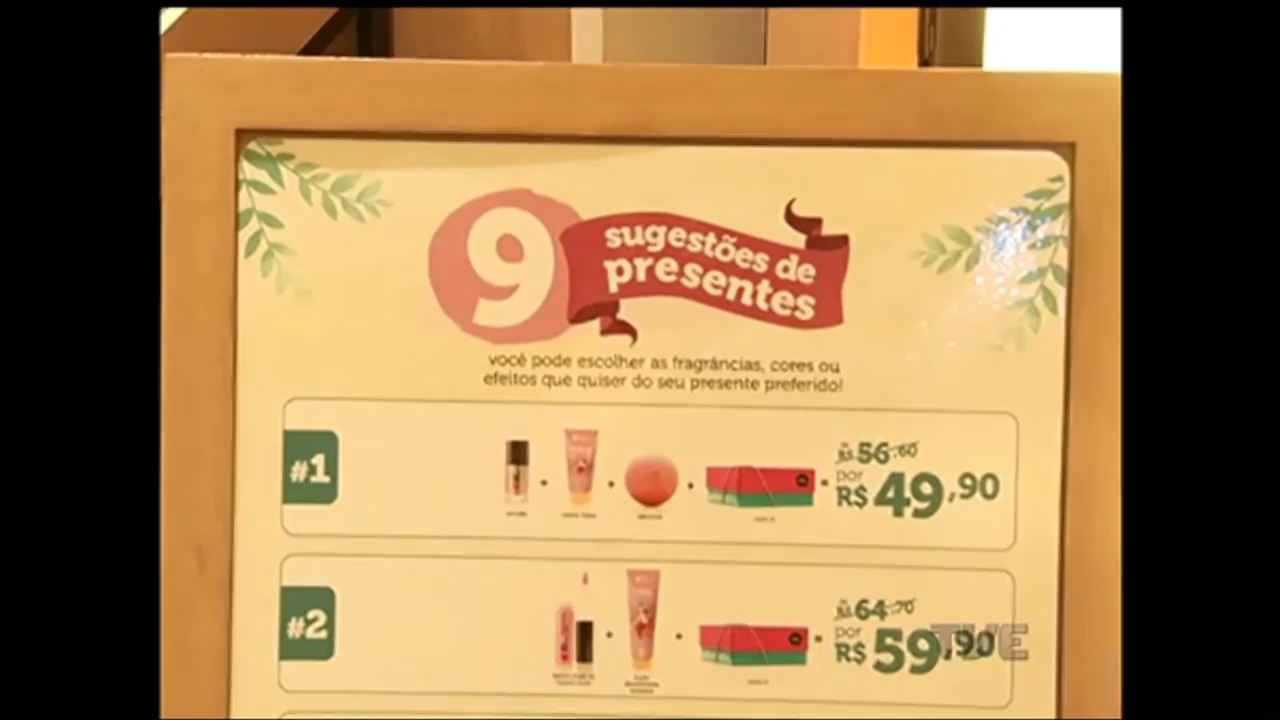 9
sugestões de
presentes
você pode escolher as fragrâncias, cores ou
efeitos que quiser do seu presente preferido!
#1
R$ 56,60
por
R$ 49,90
#2
R$ 64,70
por
R$ 59,90
TVE